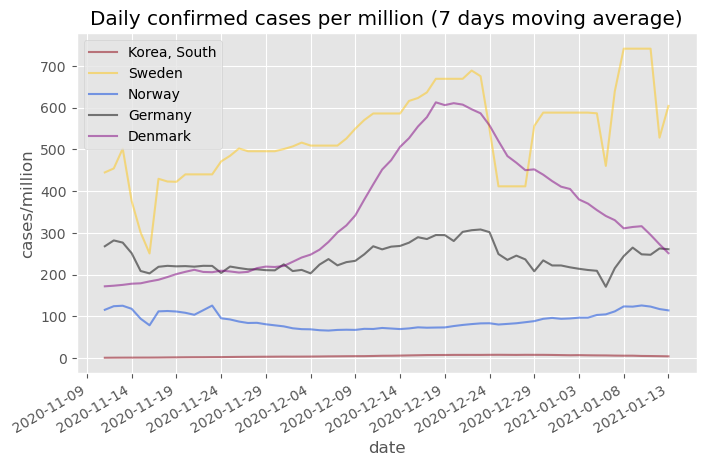 Daily confirmed cases per million (7 days moving average)
Korea, South
Sweden
Norway
Germany
Denmark
700
600
500
400
300
200
100
0
cases/million
2020-11-09
2020-11-14
2020-11-19
2020-11-24
2020-11-29
2020-12-04
2020-12-09
2020-12-14
2020-12-19
2020-12-24
2020-12-29
2021-01-03
2021-01-08
2021-01-13
date